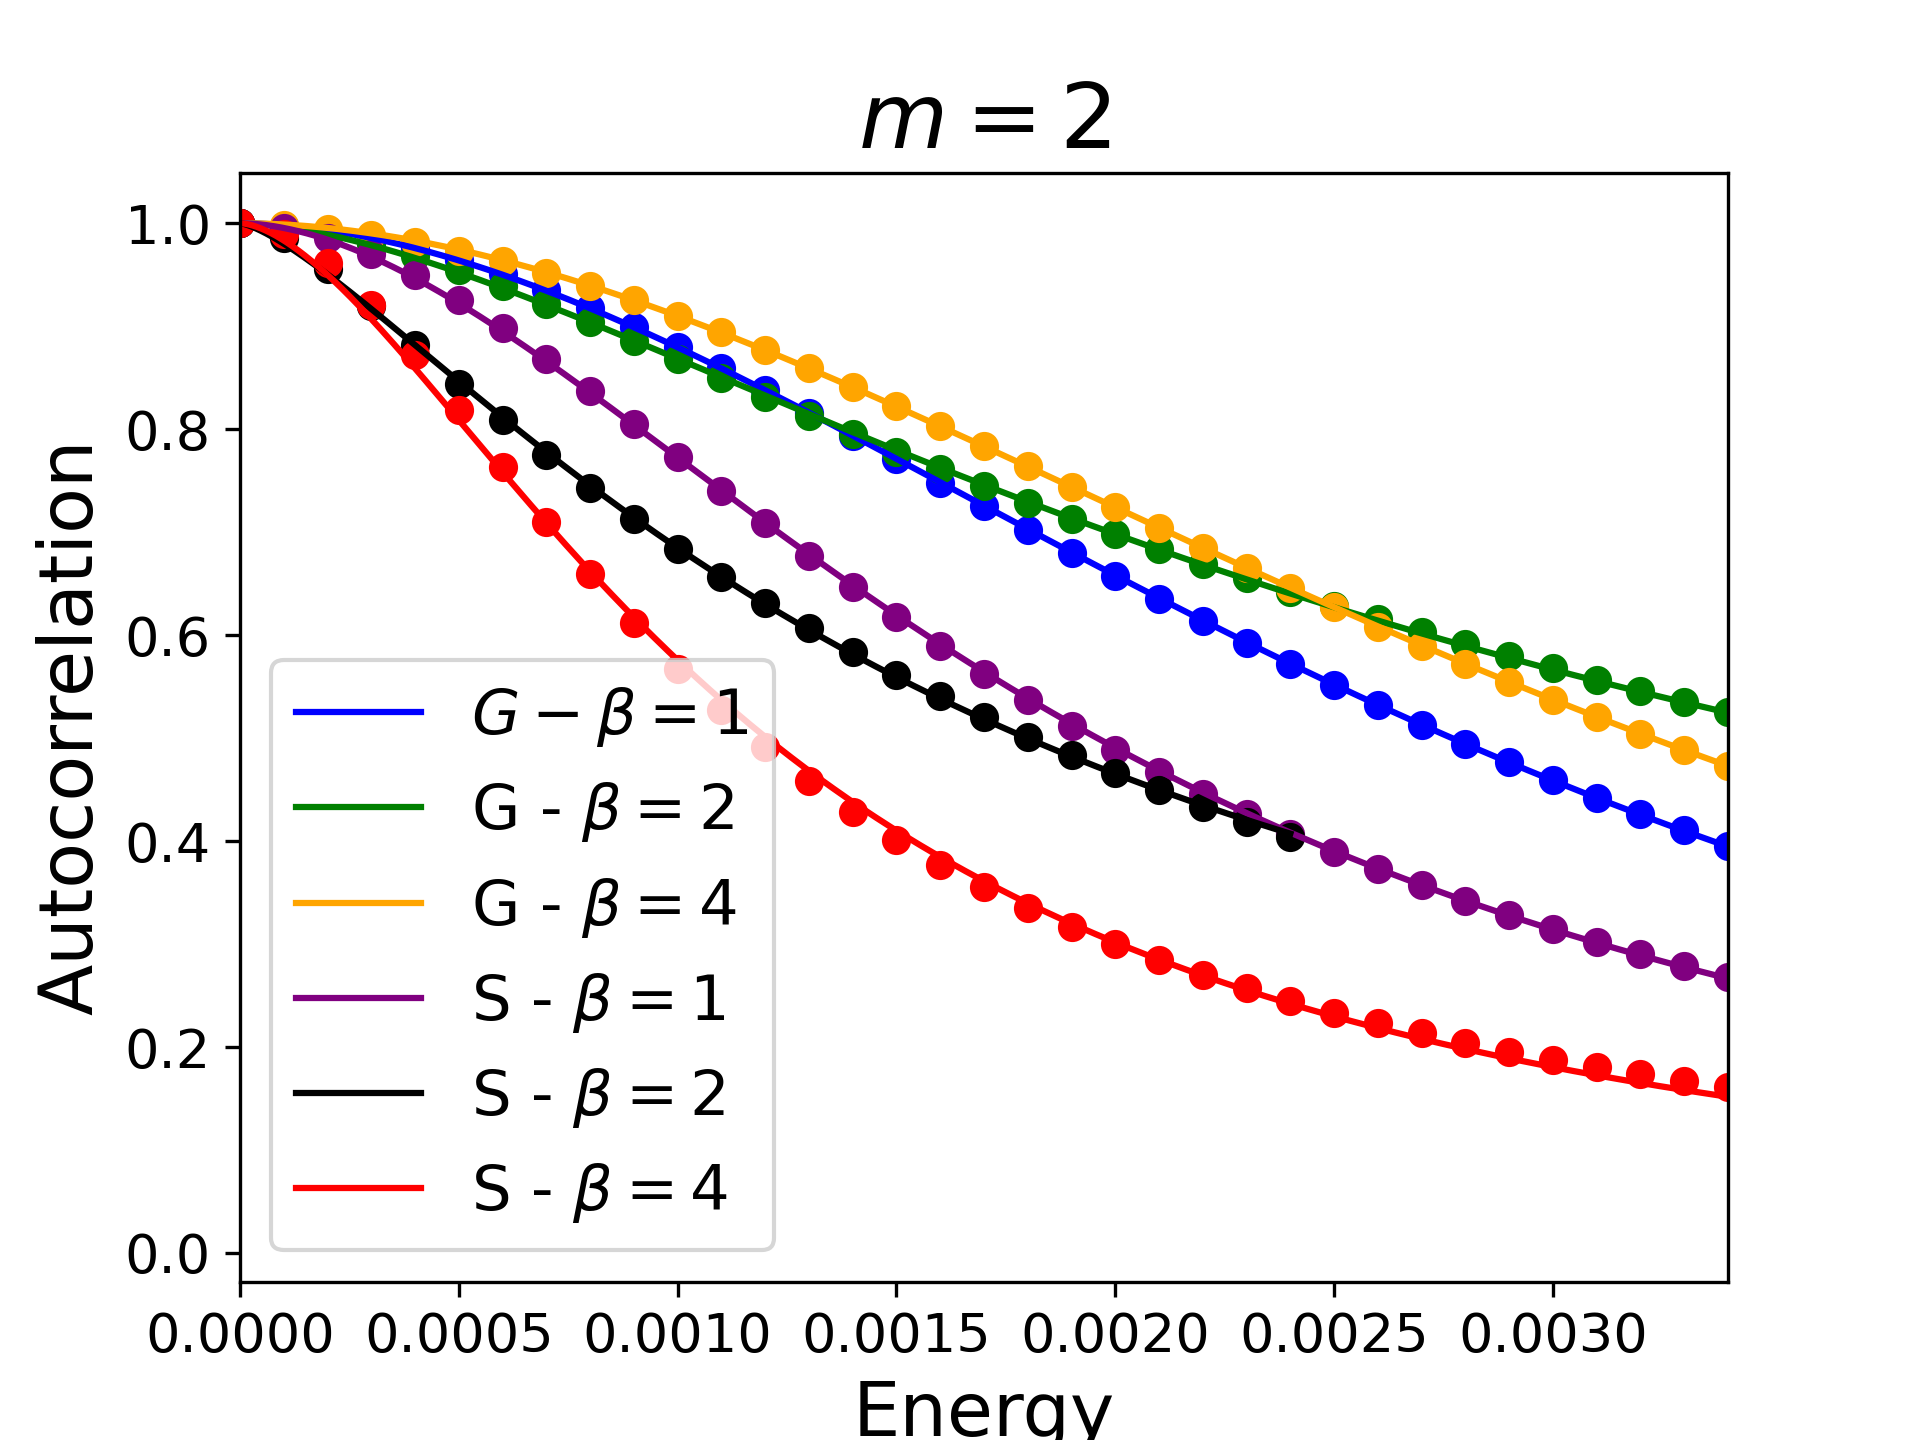 m = 2
Autocorrelation
1.0
0.8
0.6
0.4
0.2
0.0
G − β = 1
G - β = 2
G - β = 4
S - β = 1
S - β = 2
S - β = 4
0.0000 0.0005 0.0010 0.0015 0.0020 0.0025 0.0030
Energy